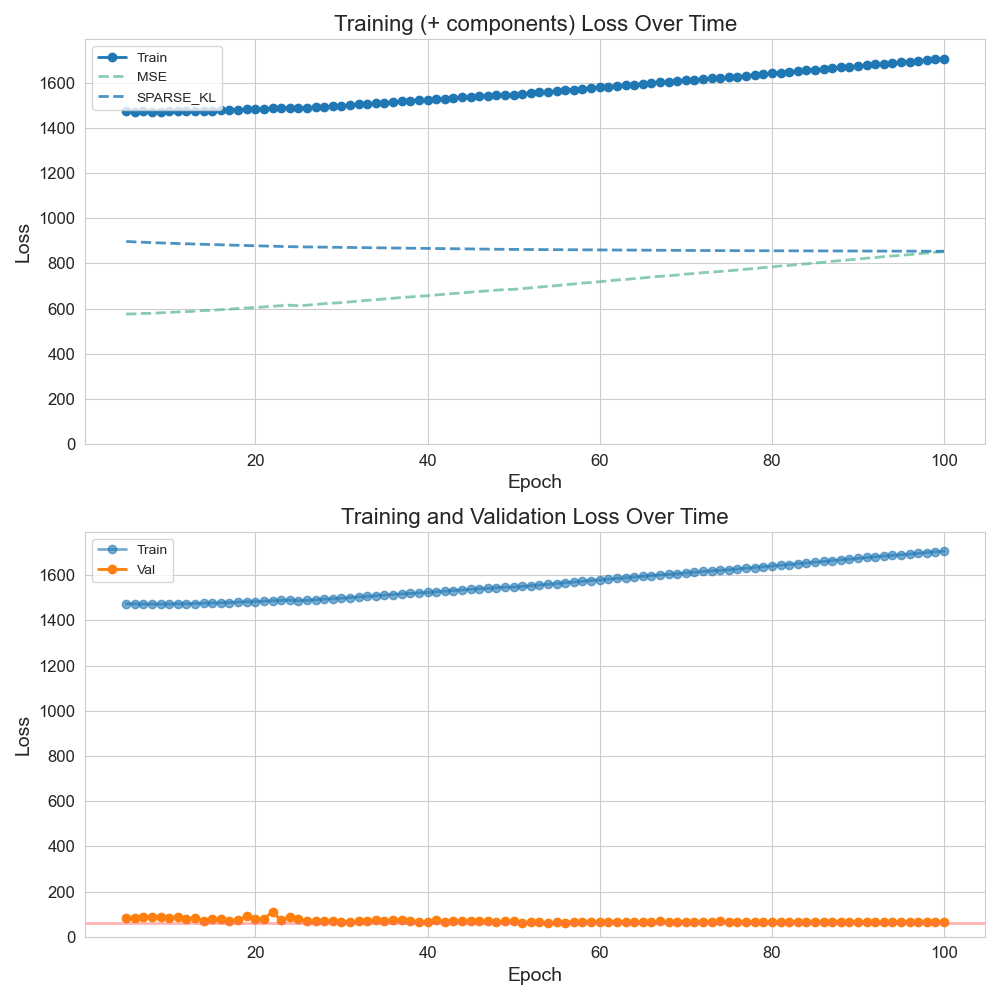 Training (+ components) Loss Over Time
Train
MSE
SPARSE_KL
1600
1400
1200
1000
800
600
400
200
0
Loss
20 40 60 80 100
Epoch
Training and Validation Loss Over Time
Train
Val
1600
1400
1200
1000
800
600
400
200
0
Loss
20 40 60 80 100
Epoch